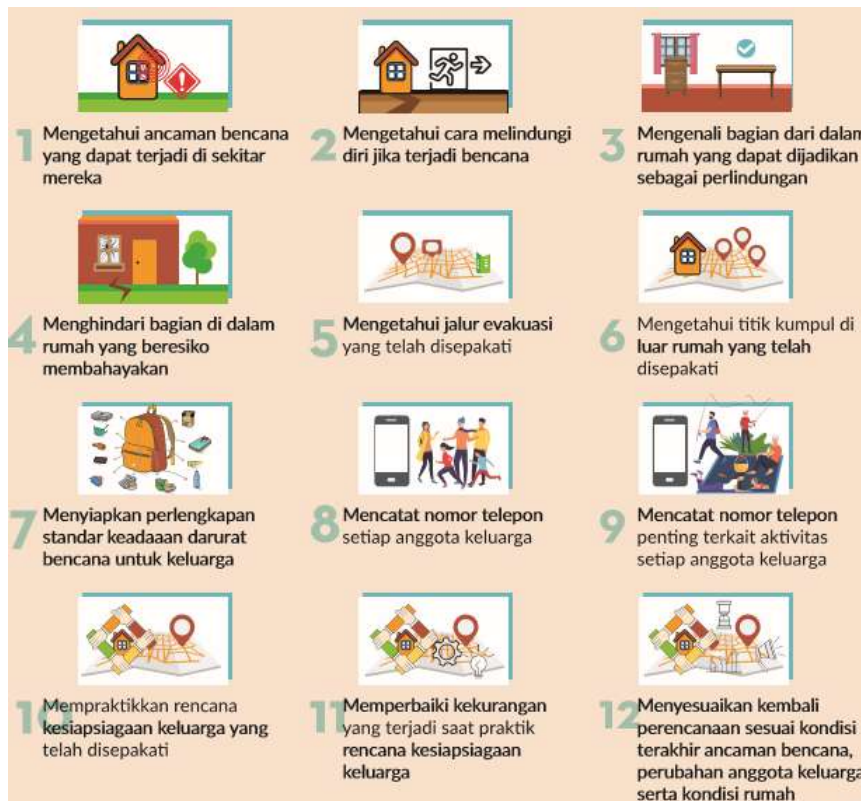 1 Mengetahui ancaman bencana
yang dapat terjadi di sekitar
mereka
2 Mengetahui cara melindungi
diri jika terjadi bencana
3 Mengenali bagian dari dalam
rumah yang dapat dijadikan
sebagai perlindungan
4 Menghindari bagian di dalam
rumah yang beresiko
membahayakan
5 Mengetahui jalur evakuasi
yang telah disepakati
6 Mengetahui titik kumpul di
luar rumah yang telah
disepakati
7 Menyiapkan perlengkapan
standar keadaaan darurat
bencana untuk keluarga
8 Mencatat nomor telepon
setiap anggota keluarga
9 Mencatat nomor telepon
penting terkait aktivitas
setiap anggota keluarga
10 Mempraktikkan rencana
kesiapsiagaan keluarga yang
telah disepakati
11 Memperbaiki kekurangan
yang terjadi saat praktik
rencana kesiapsiagaan
keluarga
12 Menyesuaikan kembali
perencanaan sesuai kondisi
terakhir ancaman bencana,
perubahan anggota keluarga
serta kondisi rumah